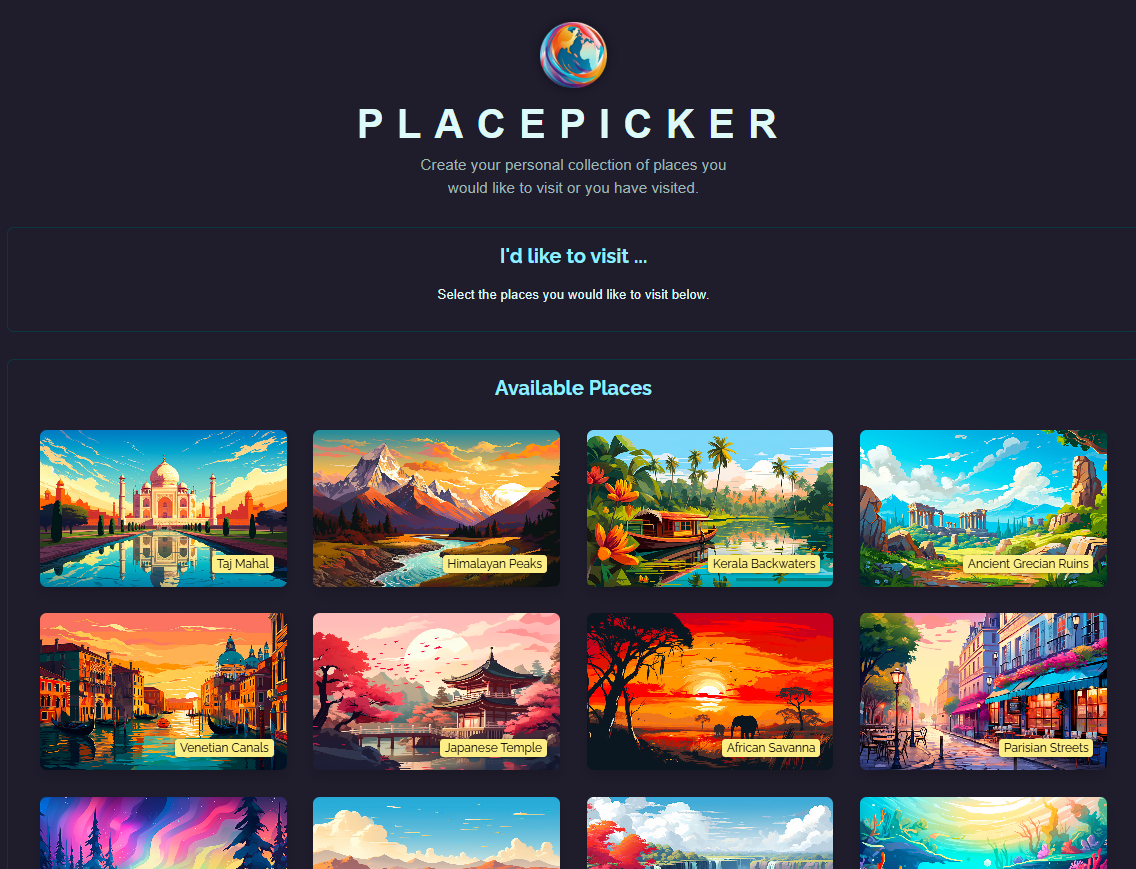 PLACEPICKER
Create your personal collection of places you
would like to visit or you have visited.
I'd like to visit ...
Select the places you would like to visit below.
Available Places
Taj Mahal
Himalayan Peaks
Kerala Backwaters
Ancient Grecian Ruins
Venetian Canals
Japanese Temple
African Savanna
Parisian Streets